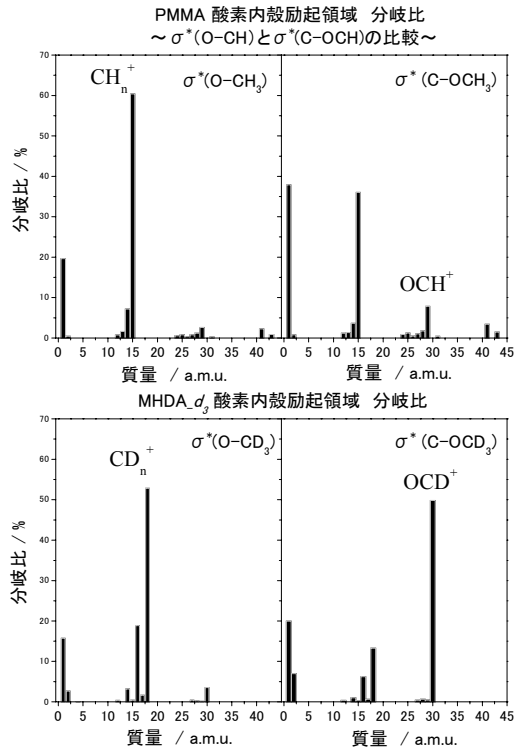 PMMA 酸素内殻励起領域 分岐比
～ σ*(O-CH)とσ*(C-OCH)の比較～
分岐比 / %
70
60
50
40
30
20
10
0
CHn+
σ*(O-CH3)
0 5 10 15 20 25 30 35 40
質量 / a.m.u.
σ* (C-OCH3)
OCH+
0 5 10 15 20 25 30 35 40 45
質量 / a.m.u.
MHDA_d3 酸素内殻励起領域 分岐比
分岐比 / %
70
60
50
40
30
20
10
0
CDn+
σ*(O-CD3)
0 5 10 15 20 25 30 35 40
質量 / a.m.u.
σ* (C-OCD3)
OCD+
0 5 10 15 20 25 30 35 40 45
質量 / a.m.u.